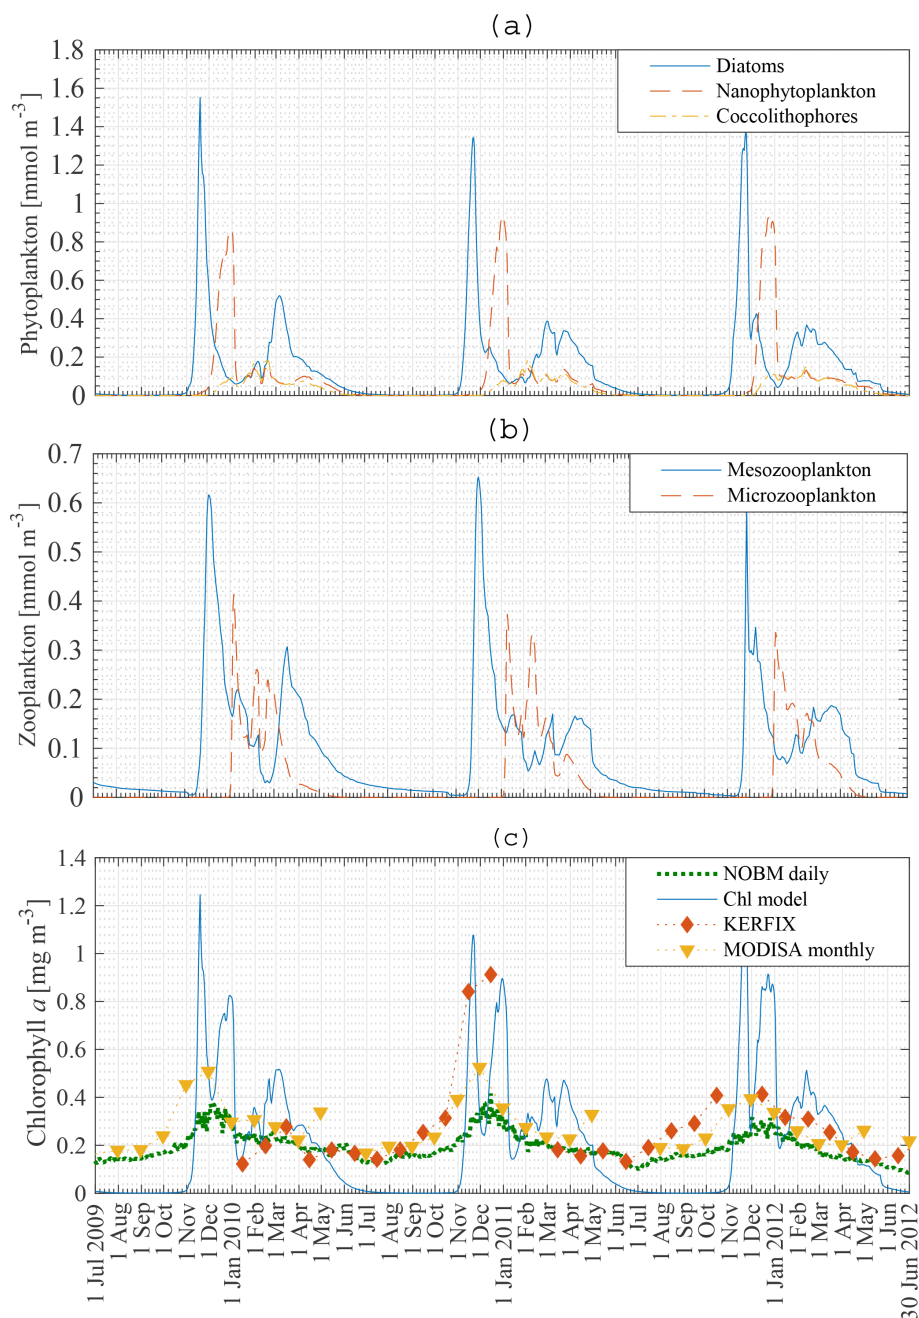 (a)
Phytoplankton [mmol m-3]
1.8
1.6
1.4
1.2
1
0.8
0.6
0.4
0.2
0
Diatoms
Nanophytoplankton
Coccolithophores
(b)
Zooplankton [mmol m-3]
0.7
0.6
0.5
0.4
0.3
0.2
0.1
0
Mesozooplankton
Microzooplankton
(c)
Chlorophyll a [mg m-3]
1.4
1.2
1
0.8
0.6
0.4
0.2
0
NOBM daily
Chl model
KERFIX
MODISA monthly
1 Jul 2009
1 Aug
1 Sep
1 Oct
1 Nov
1 Dec
1 Jan 2010
1 Feb
1 Mar
1 Apr
1 May
1 Jun
1 Jul
1 Aug
1 Sep
1 Oct
1 Nov
1 Dec
1 Jan 2011
1 Feb
1 Mar
1 Apr
1 May
1 Jun
1 Jul
1 Aug
1 Sep
1 Oct
1 Nov
1 Dec
1 Jan 2012
1 Feb
1 Mar
1 Apr
1 May
30 Jun 2012